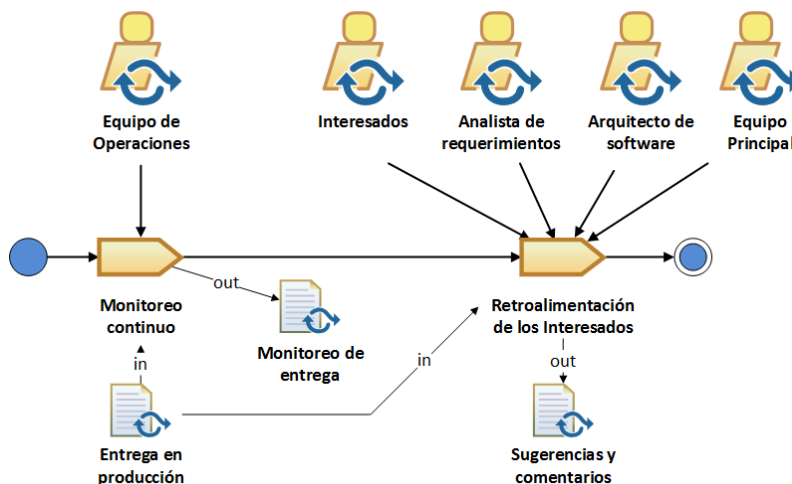 Equipo de
Operaciones
Interesados
Analista de
requerimientos
Arquitecto de
software
Equipo
Principal
out
Monitoreo
continuo
Retroalimentación
de los Interesados
Monitoreo de
entrega
in
in
out
Entrega en
producción
Sugerencias y
comentarios